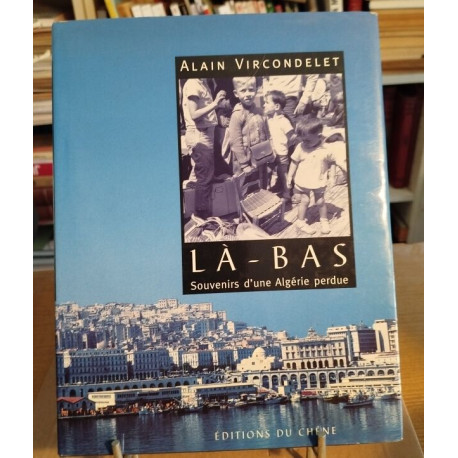 ALAIN VIRCONDELET
LÀ-BAS
Souvenirs d'une Algérie perdue
ÉDITIONS DU CHÊNE